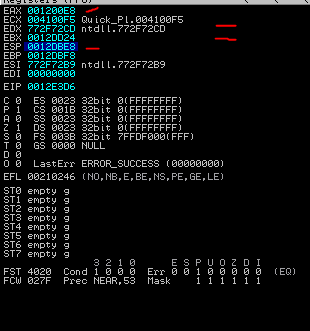 Registers (FPU)
EAX 001200E8
ECX 004100F5 Quick_Pl.004100F5
EDX 772F72CD ntdll.772F72CD
EBX 0012DD24
ESP 0012DBE8
EBP 0012DBF8
ESI 772F72B9 ntdll.772F72B9
EDI 00000000
EIP 0012E3D6
C 0 ES 0023 32bit 0(FFFFFFFF)
P 1 CS 001B 32bit 0(FFFFFFFF)
A 0 SS 0023 32bit 0(FFFFFFFF)
Z 1 DS 0023 32bit 0(FFFFFFFF)
S 0 FS 003B 32bit 7FFDF000(FFF)
T 0 GS 0000 NULL
D 0
O 0 LastErr ERROR_SUCCESS (00000000)
EFL 00210246 (NO,NB,E,BE,NS,PE,GE,LE)
ST0 empty g
ST1 empty g
ST2 empty g
ST3 empty g
ST4 empty g
ST5 empty g
ST6 empty g
ST7 empty g
3 2 1 0 E S P U O Z D I
FST 4020 Cond 1 0 0 0 Err 0 0 1 0 0 0 0 0 (EQ)
FCW 027F Prec NEAR,53 Mask 1 1 1 1 1 1